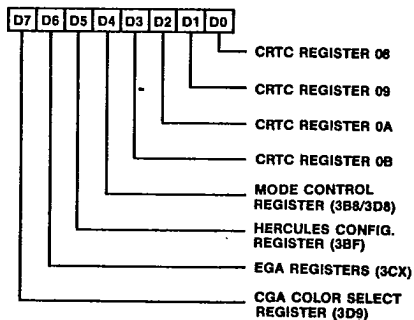 D7 D6 D5 D4 D3 D2 D1 D0
CRTC REGISTER 08
CRTC REGISTER 09
CRTC REGISTER 0A
CRTC REGISTER 0B
MODE CONTROL
REGISTER (3B8/3D8)
HERCULES CONFIG.
REGISTER (3BF)
EGA REGISTERS (3CX)
CGA COLOR SELECT
REGISTER (3D9)